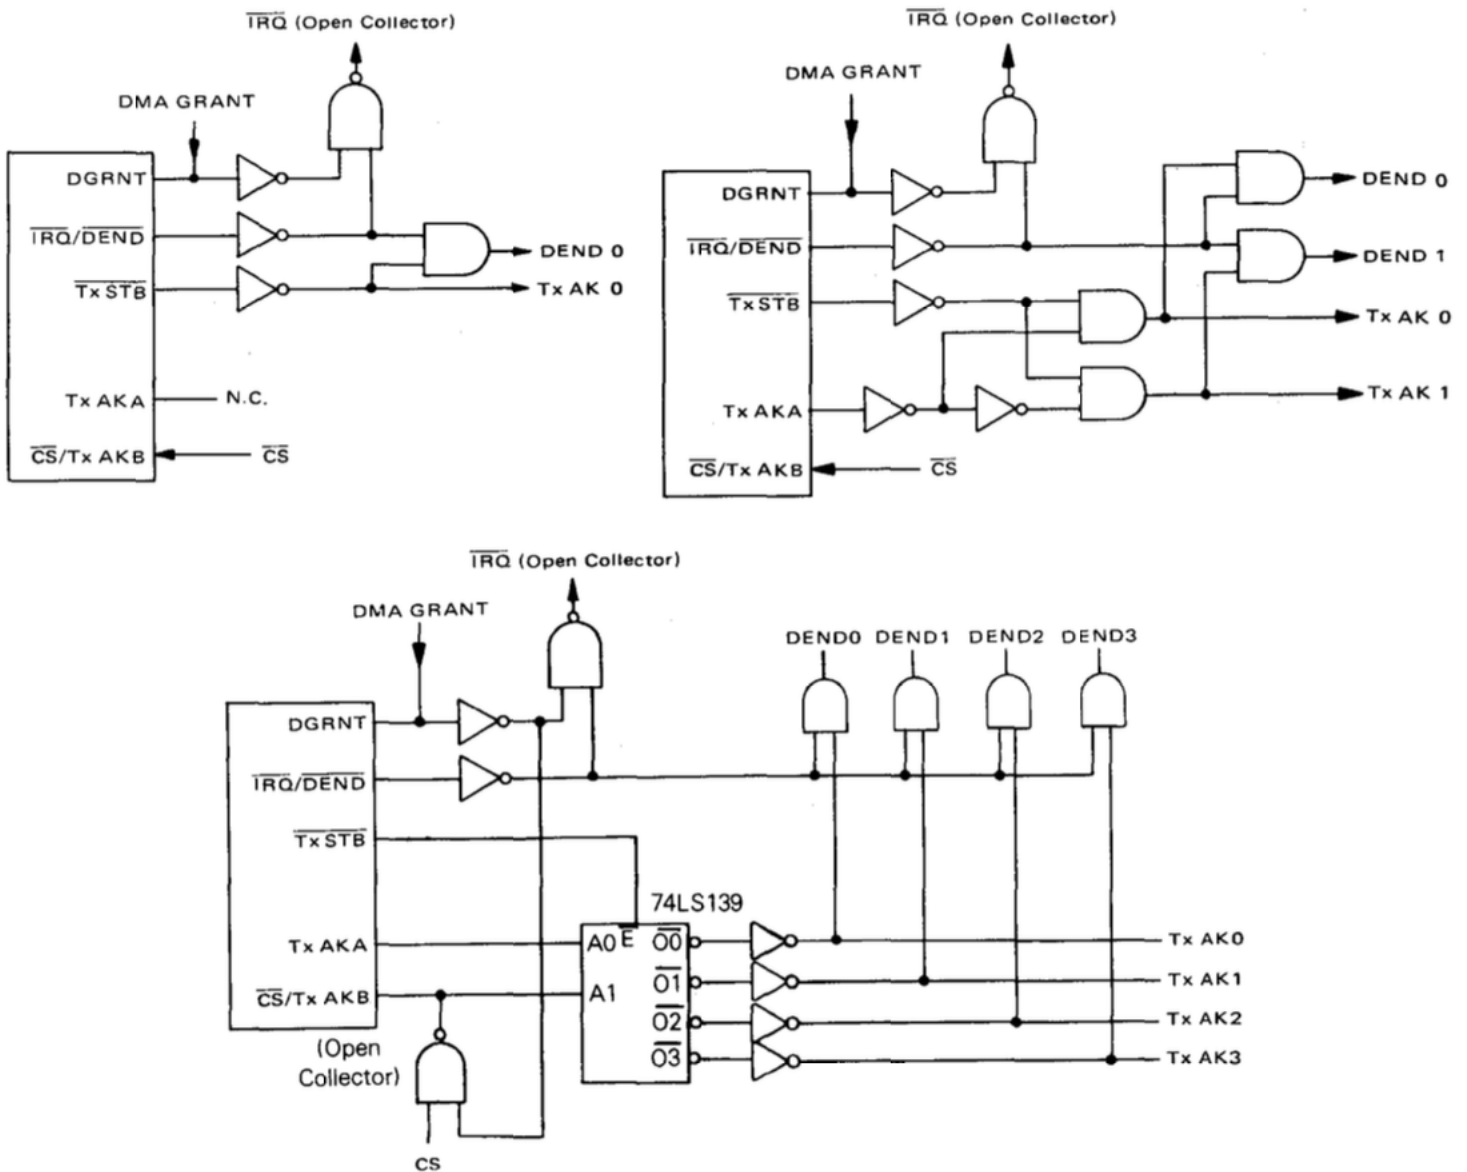 IRQ (Open Collector)
DMA GRANT
DGRNT
IRQ/DEND
Tx STB
Tx AKA
CS/Tx AKB
DEND 0
Tx AK 0
N.C.
CS
IRQ (Open Collector)
DMA GRANT
DGRNT
IRQ/DEND
Tx STB
Tx AKA
CS/Tx AKB
DEND 0
DEND 1
Tx AK 0
Tx AK 1
CS
IRQ (Open Collector)
DMA GRANT
DGRNT
IRQ/DEND
Tx STB
Tx AKA
CS/Tx AKB
(Open
Collector)
CS
74LS139
A0
E
O0
A1
O1
O2
O3
DEND0 DEND1 DEND2 DEND3
Tx AK0
Tx AK1
Tx AK2
Tx AK3